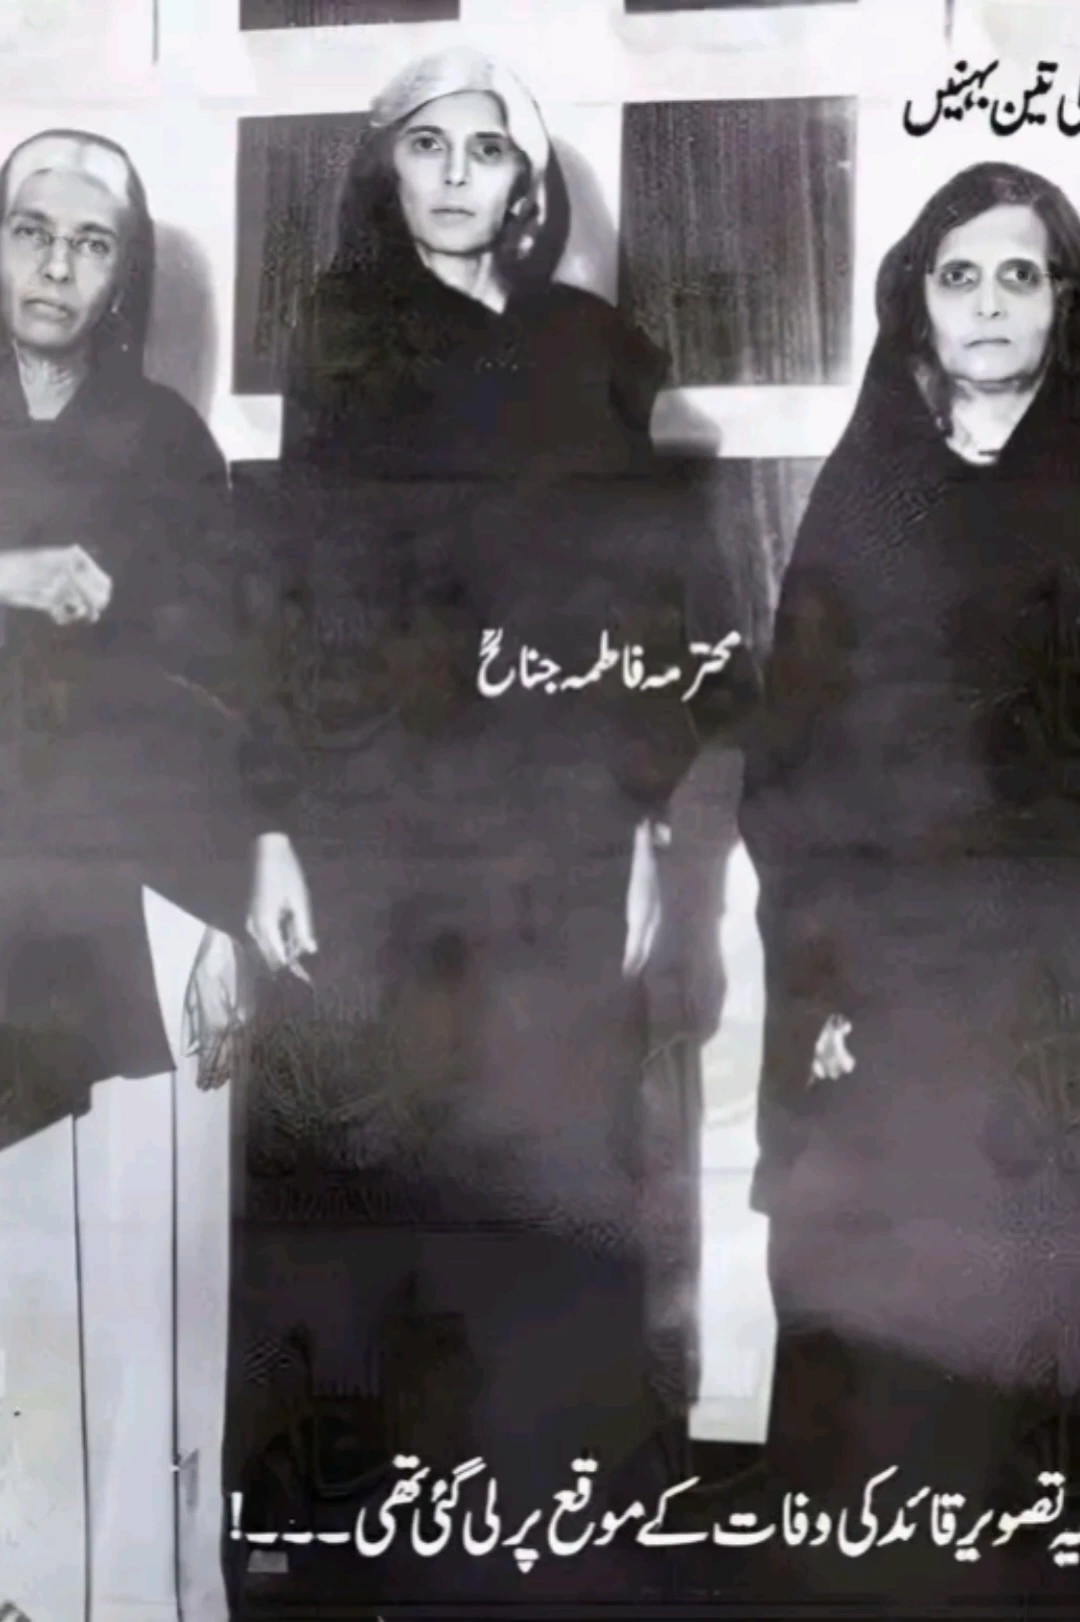 تین بہنیں
محترمہ فاطمہ جناحؒ
یہ تصویر قائد کی وفات کے موقع پر لی گئی تھی۔۔۔!